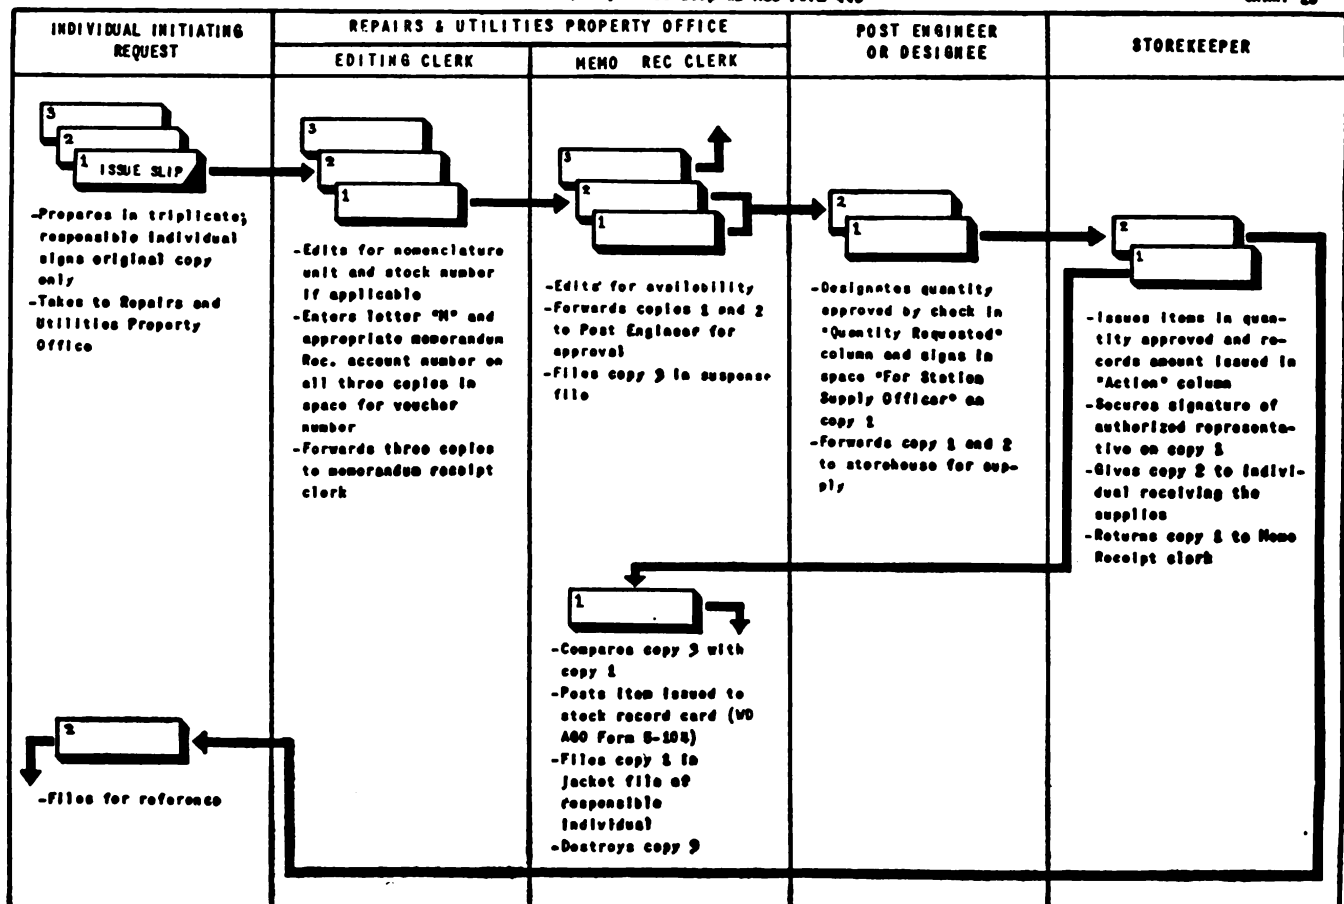 INDIVIDUAL INITIATING
REQUEST
REPAIRS & UTILITIES PROPERTY OFFICE
EDITING CLERK
MEMO REC CLERK
POST ENGINEER
OR DESIGNEE
STOREKEEPER
3
2
1 ISSUE SLIP
-Prepares in triplicate;
responsible individual
signs original copy
only
-Takes to Repairs and
Utilities Property
Office
3
2
1
-Edits for nomenclature
unit and stock number
if applicable
-Enters letter "M" and
appropriate memorandum
Rec. account number on
all three copies in
space for voucher
number
-Forwards three copies
to memorandum receipt
clerk
3
2
1
-Edits for availability
-Forwards copies 1 and 2
to Post Engineer for
approval
-Files copy 3 in suspense
file
2
1
-Designates quantity
approved by check in
"Quantity Requested"
column and signs in
space "For Station
Supply Officer" on
copy 1
-Forwards copy 1 and 2
to storehouse for sup-
ply
2
1
-Issues items in quan-
tity approved and re-
cords amount issued in
"Action" column
-Secures signature of
authorized representa-
tive on copy 1
-Gives copy 2 to indivi-
dual receiving the
supplies
-Returns copy 1 to Memo
Receipt clerk
1
-Compares copy 3 with
copy 1
-Posts item issued to
stock record card (WD
AGO Form 5-104)
-Files copy 1 in
jacket file of
responsible
individual
-Destroys copy 3
2
-Files for reference